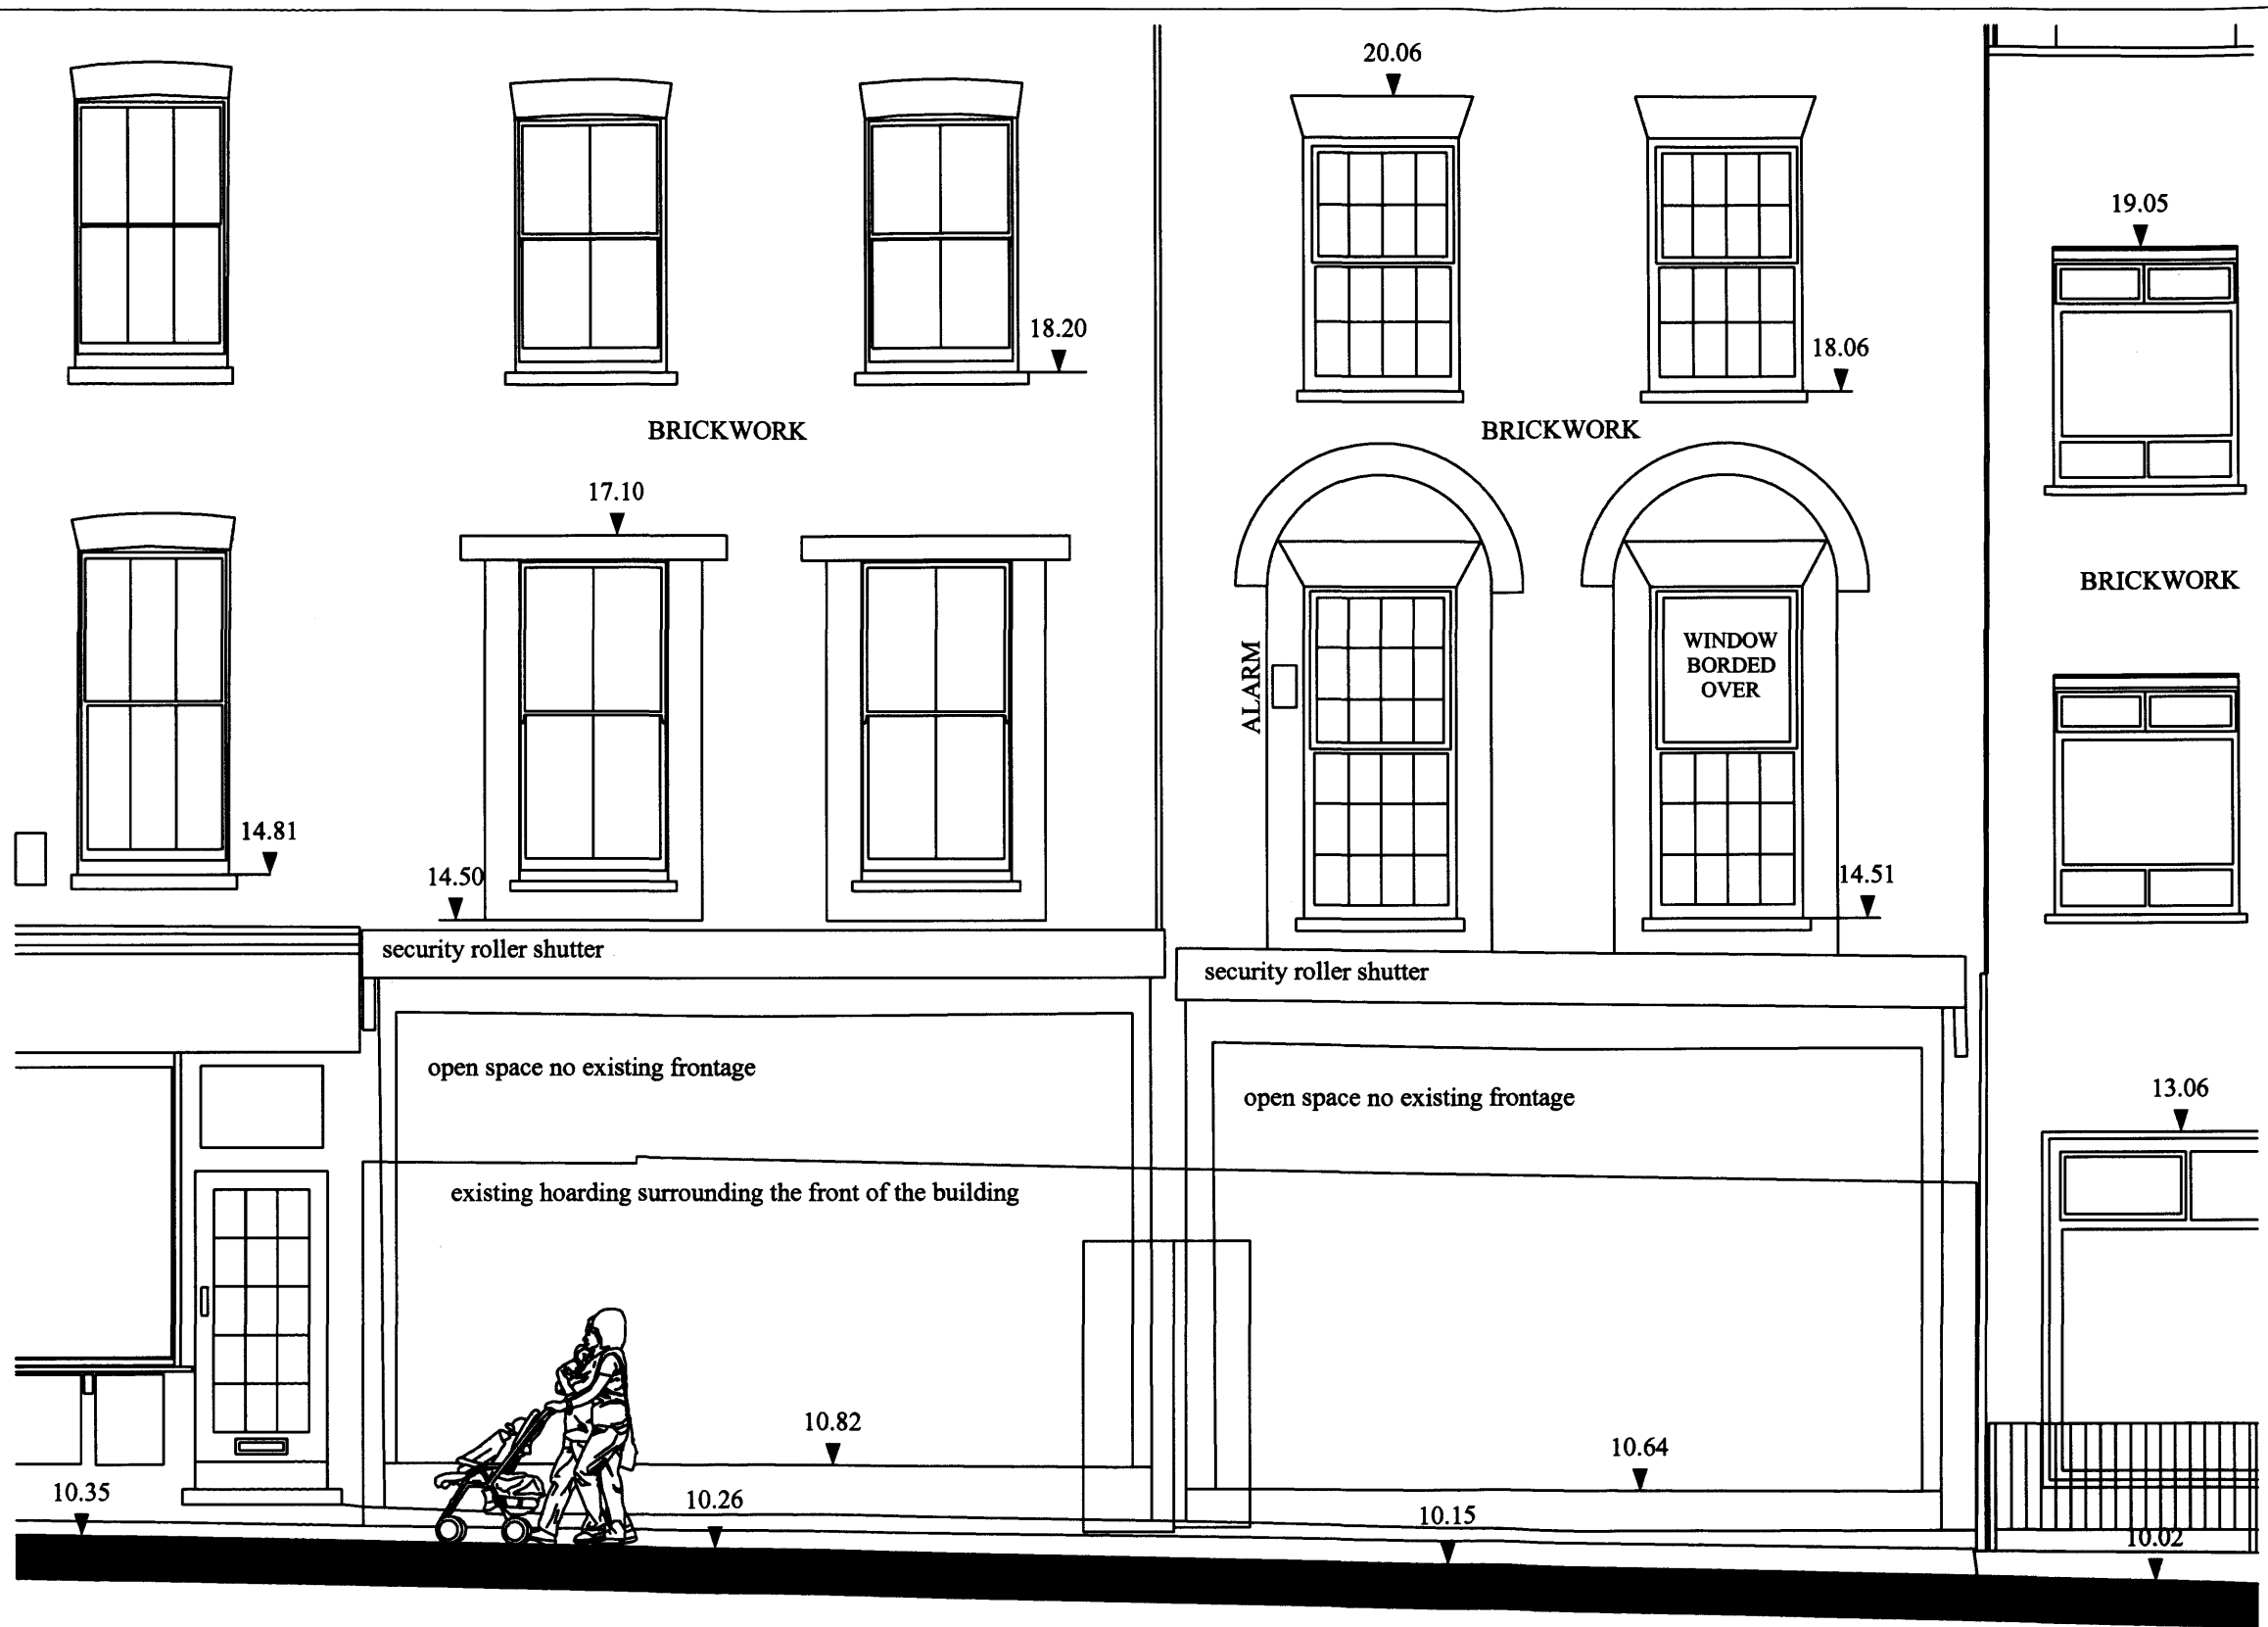 20.06
19.05
18.20
18.06
BRICKWORK
BRICKWORK
17.10
BRICKWORK
WINDOW
BORDED
OVER
ALARM
14.81
14.50
14.51
security roller shutter
security roller shutter
open space no existing frontage
open space no existing frontage
13.06
existing hoarding surrounding the front of the building
10.82
10.64
10.35
10.26
10.15
10.02